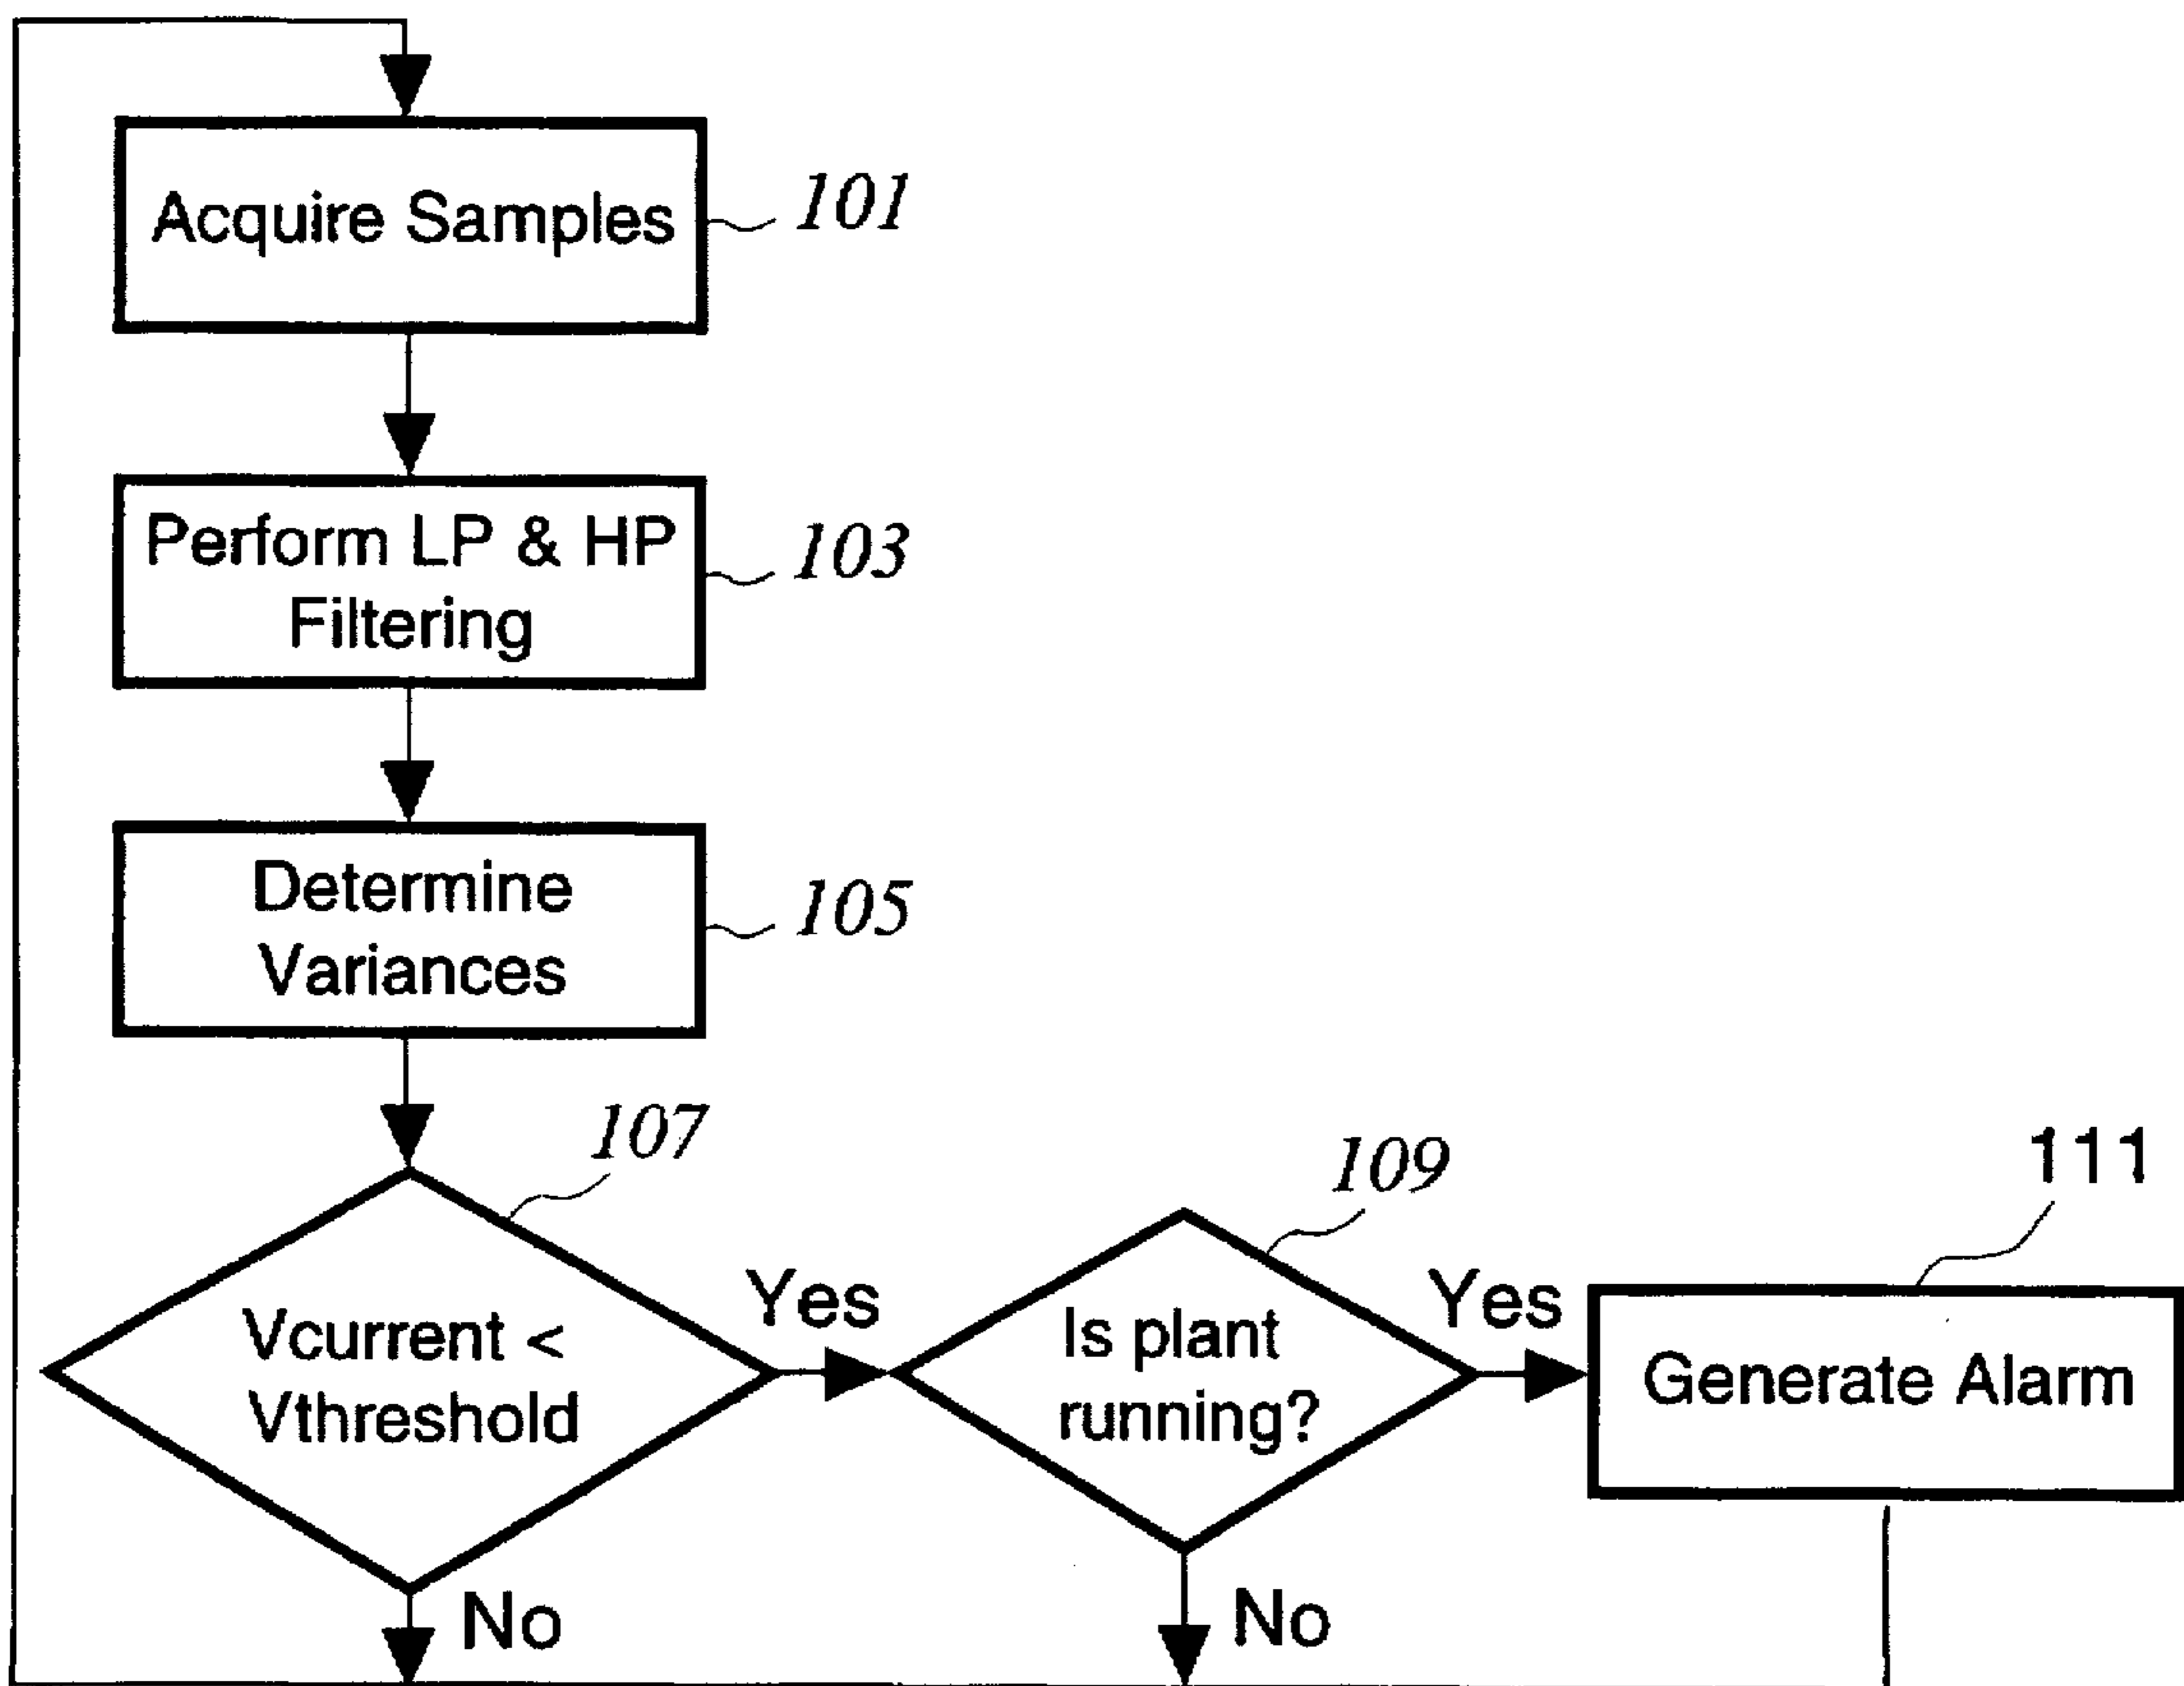 Acquire Samples
101
Perform LP & HP
Filtering
103
Determine
Variances
105
107
Vcurrent <
Vthreshold
Yes
No
109
Is plant
running?
Yes
No
111
Generate Alarm